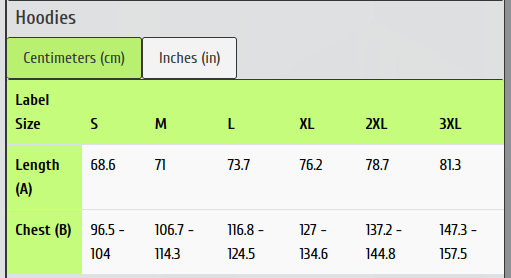 Hoodies
Centimeters (cm) Inches (in)
Label
Size S M L XL 2XL 3XL
Length 68.6 71 73.7 76.2 78.7 81.3
(A)
Chest (B) 96.5 - 106.7 - 116.8 - 127 - 137.2 - 147.3 -
104 114.3 124.5 134.6 144.8 157.5